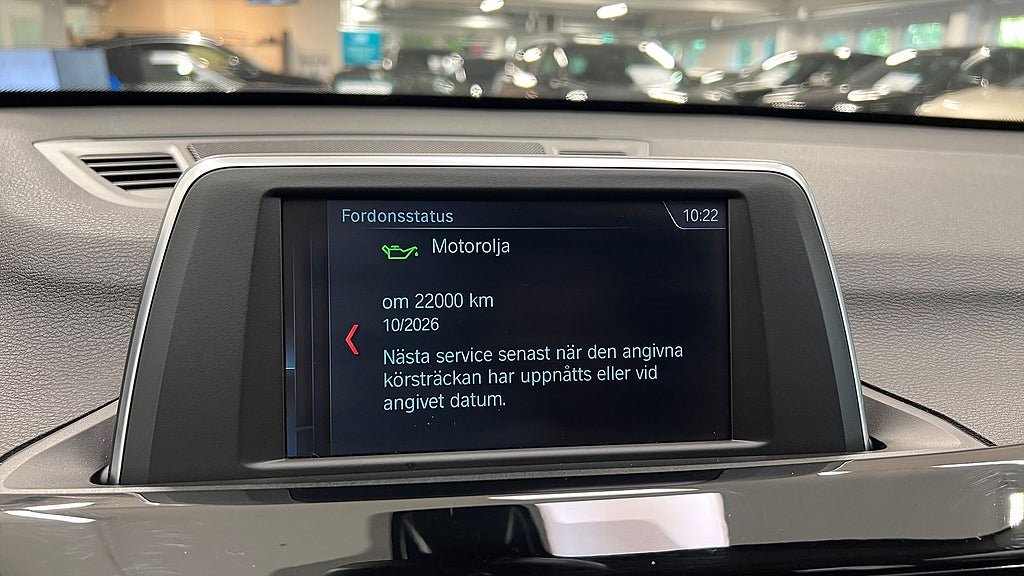 Fordonsstatus
10:22
Motorolja
om 22000 km
10/2026
Nästa service senast när den angivna
körsträckan har uppnåtts eller vid
angivet datum.